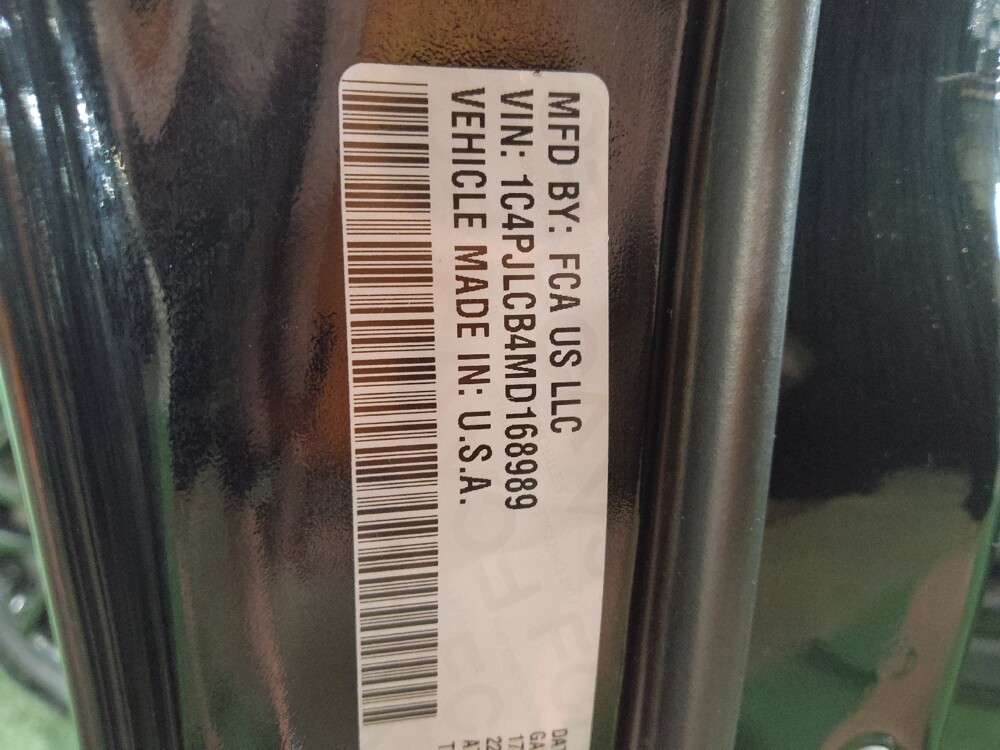 MFD BY: FCA US LLC
VIN: 1C4PJLCB4MD168989
VEHICLE MADE IN: U.S.A.